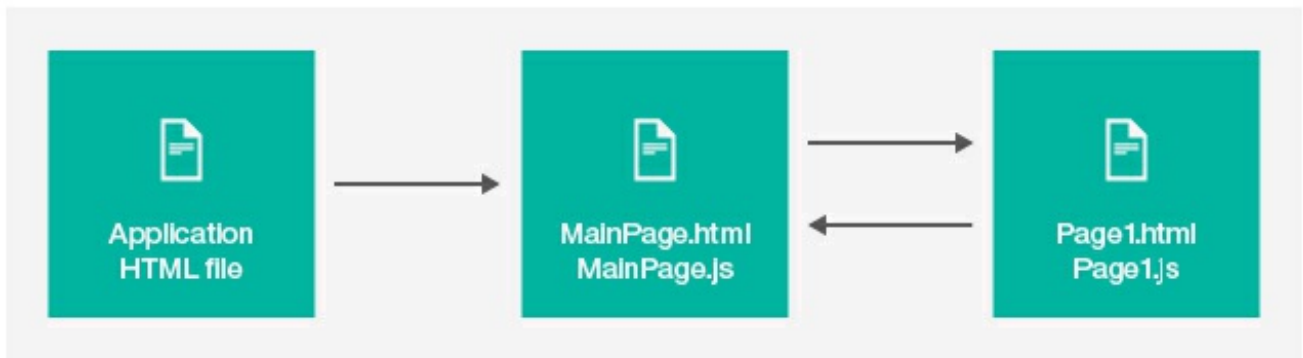 Application
HTML file
MainPage.html
MainPage.js
Page1.html
Page1.js